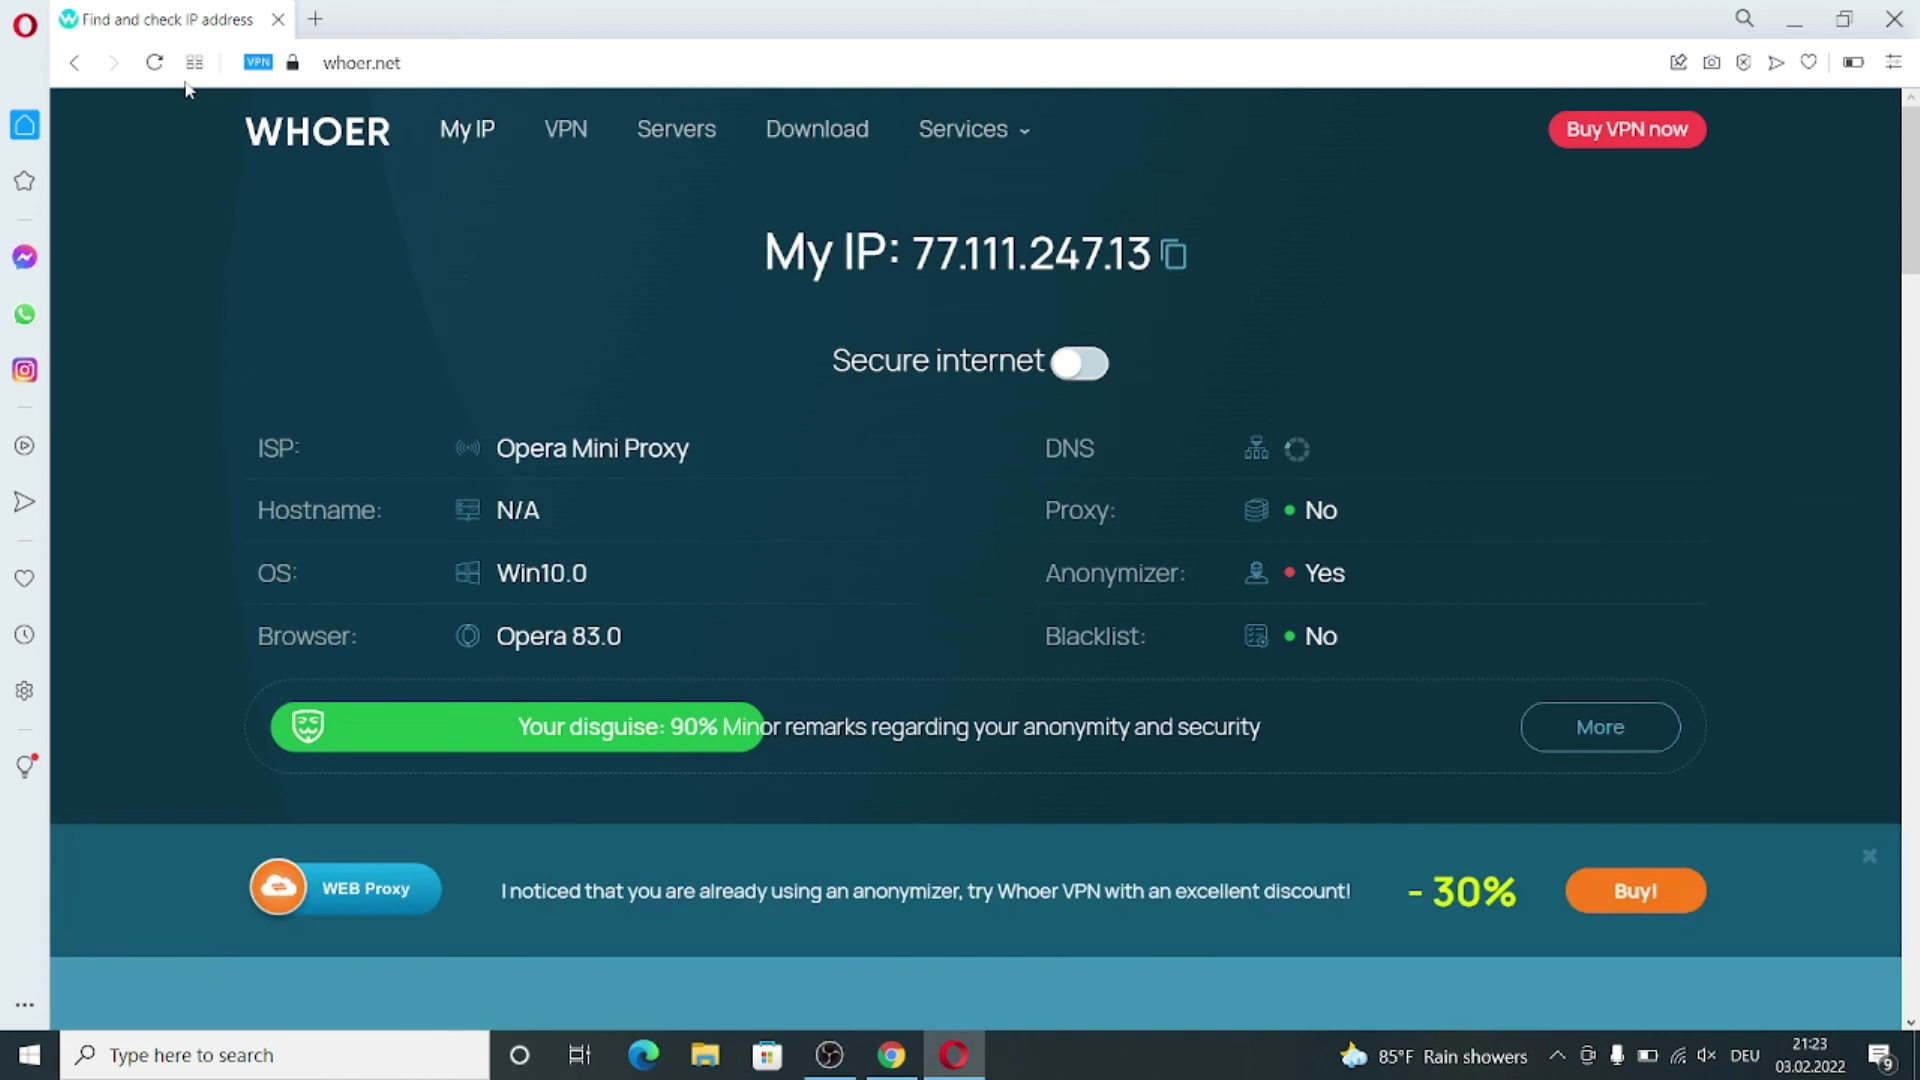 Find and check IP address
VPN
whoer.net
WHOER
My IP
VPN
Servers
Download
Services
Buy VPN now
My IP: 77.111.247.13
Secure internet
ISP:
Opera Mini Proxy
DNS
Hostname:
N/A
Proxy:
No
OS:
Win10.0
Anonymizer:
Yes
Browser:
Opera 83.0
Blacklist:
No
Your disguise: 90% Minor remarks regarding your anonymity and security
More
WEB Proxy
I noticed that you are already using an anonymizer, try Whoer VPN with an excellent discount!
- 30%
Buy!
Type here to search
85°F Rain showers
DEU
21:23
03.02.2022
9